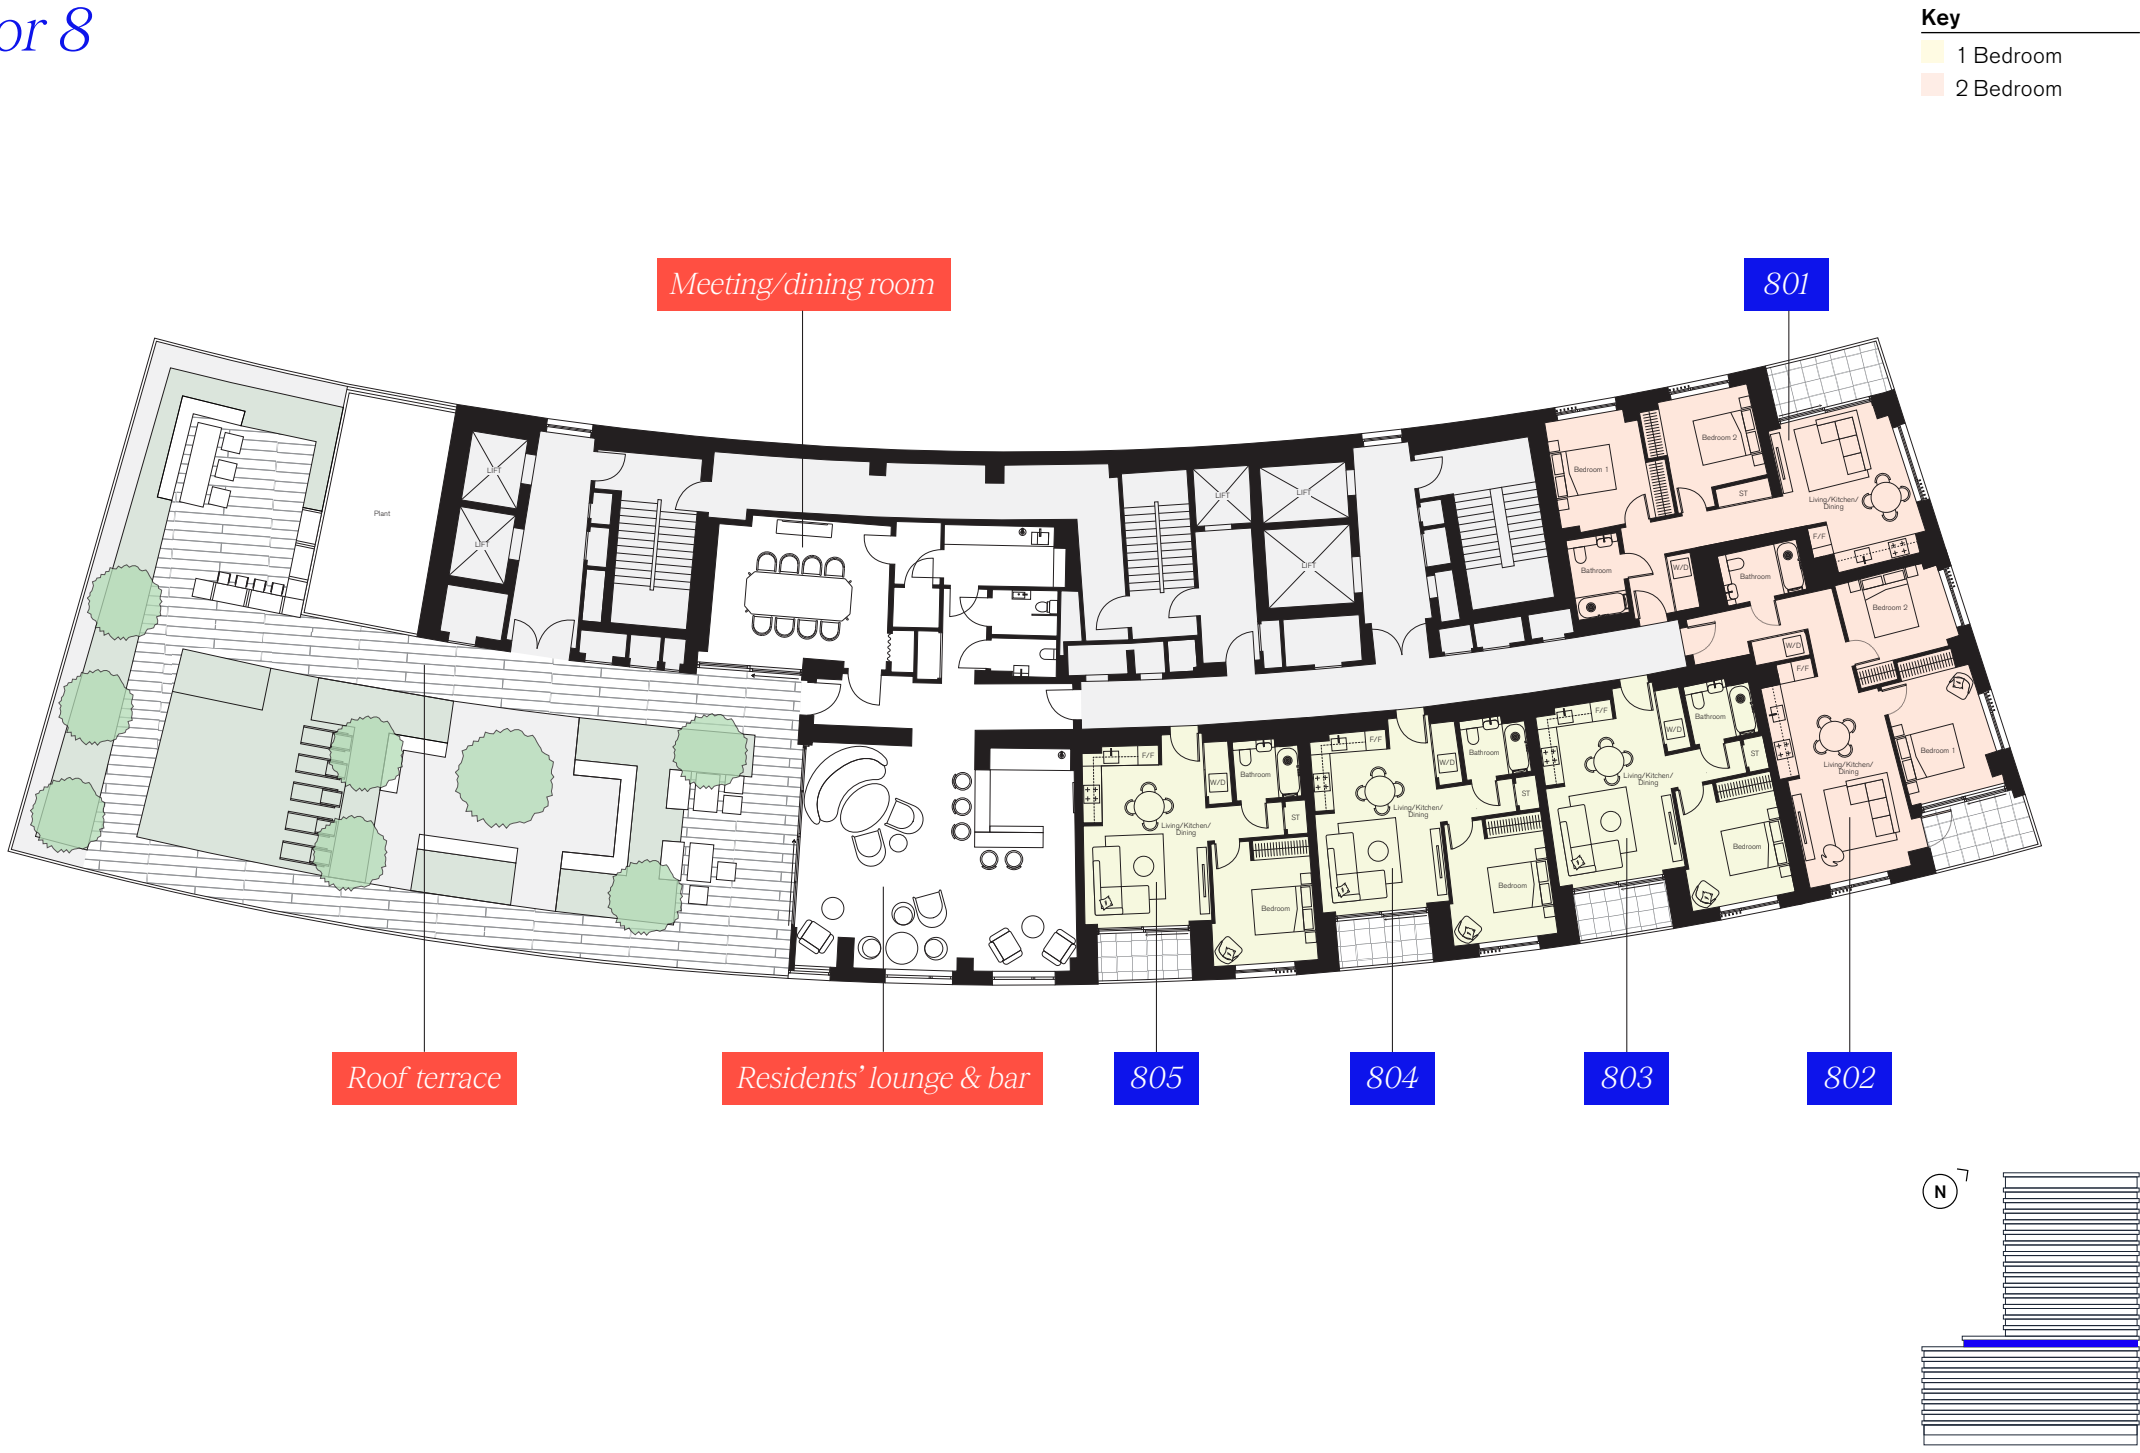 or 8
Key
1 Bedroom
2 Bedroom
Meeting/dining room
801
LIFT
LIFT
Plant
LIFT
LIFT
LIFT
Bedroom 1
Bedroom 2
ST
Living/Kitchen/
Dining
F/F
Bathroom
W/D
Bathroom
Bedroom 2
W/D
F/F
Bedroom 1
Living/Kitchen/
Dining
F/F
W/D
Bathroom
ST
Living/Kitchen/
Dining
Bedroom
F/F
W/D
Bathroom
ST
Living/Kitchen/
Dining
Bedroom
F/F
W/D
Bathroom
ST
Living/Kitchen/
Dining
Bedroom
Roof terrace
Residents’ lounge & bar
805
804
803
802
N